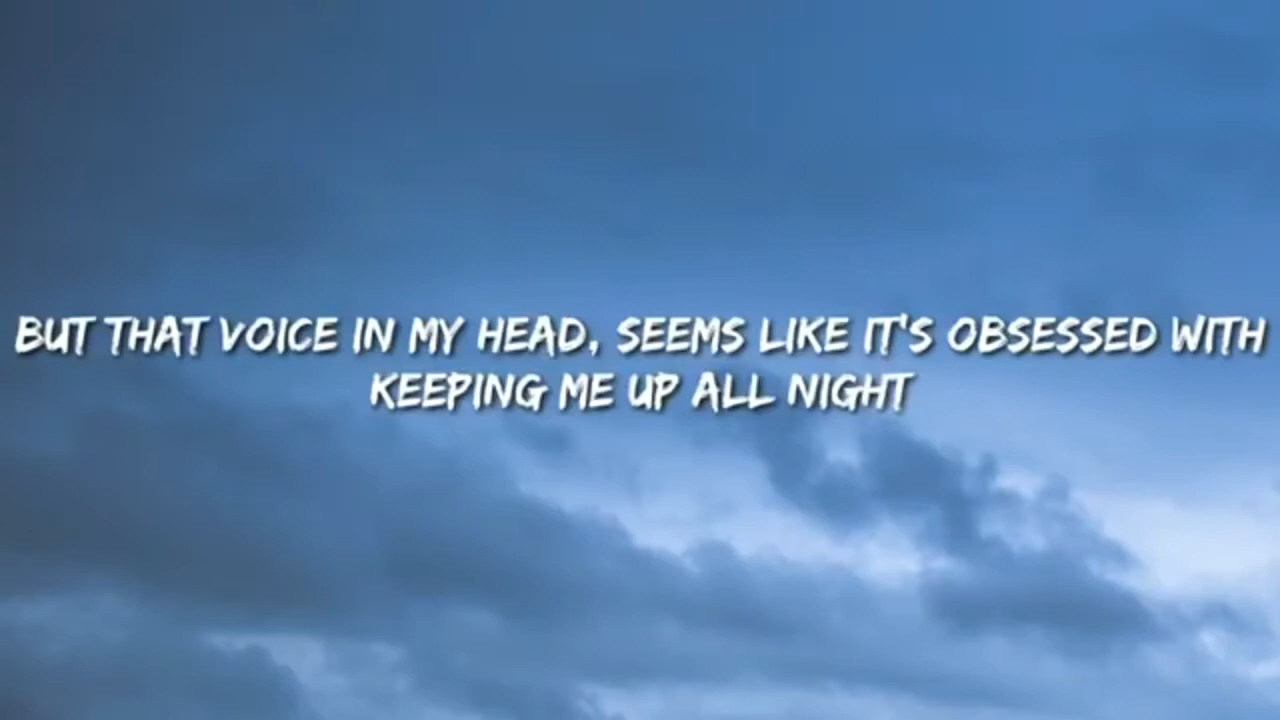 BUT THAT VOICE IN MY HEAD, SEEMS LIKE IT'S OBSESSED WITH
KEEPING ME UP ALL NIGHT